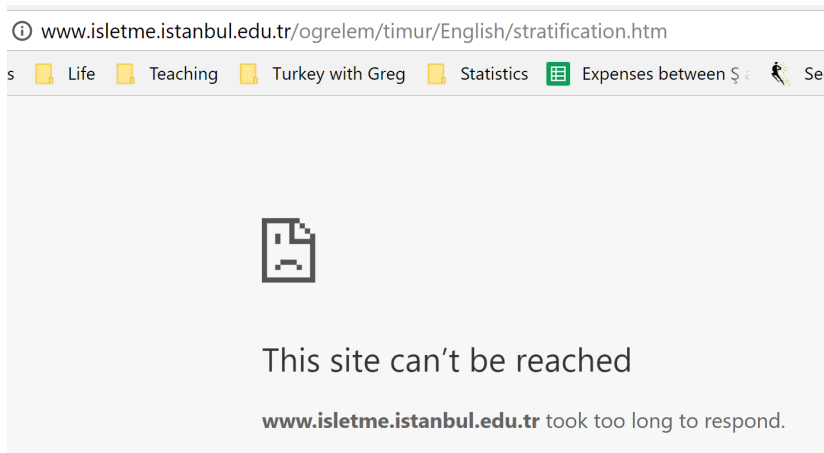 www.isletme.istanbul.edu.tr/ogrelem/timur/English/stratification.htm
s Life Teaching Turkey with Greg Statistics Expenses between Ş a Se
This site can't be reached
www.isletme.istanbul.edu.tr took too long to respond.